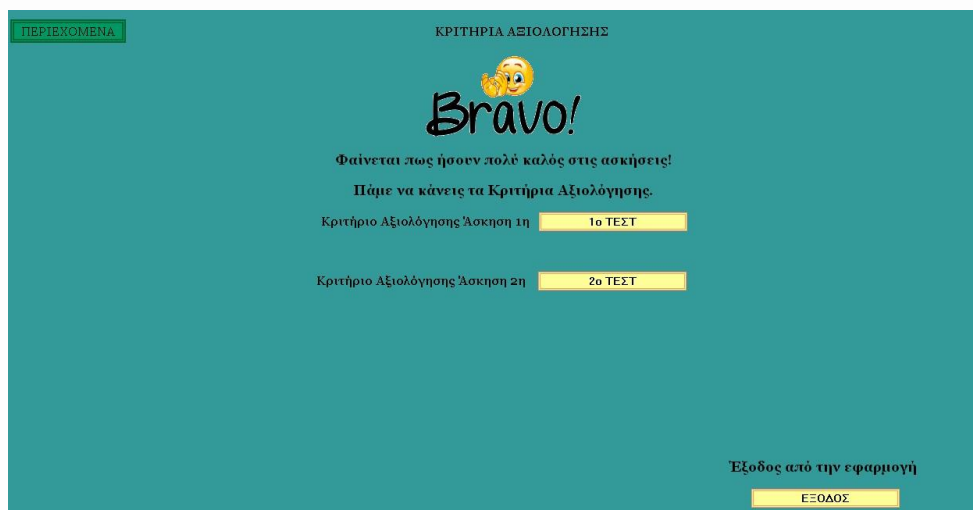 ΠΕΡΙΕΧΟΜΕΝΑ
ΚΡΙΤΗΡΙΑ ΑΞΙΟΛΟΓΗΣΗΣ
Bravo!
Φαίνεται πως ήσουν πολύ καλός στις ασκήσεις!
Πάμε να κάνεις τα Κριτήρια Αξιολόγησης.
Κριτήριο Αξιολόγησης Άσκηση 1η 1ο ΤΕΣΤ
Κριτήριο Αξιολόγησης Άσκηση 2η 2ο ΤΕΣΤ
Έξοδος από την εφαρμογή
ΕΞΟΔΟΣ